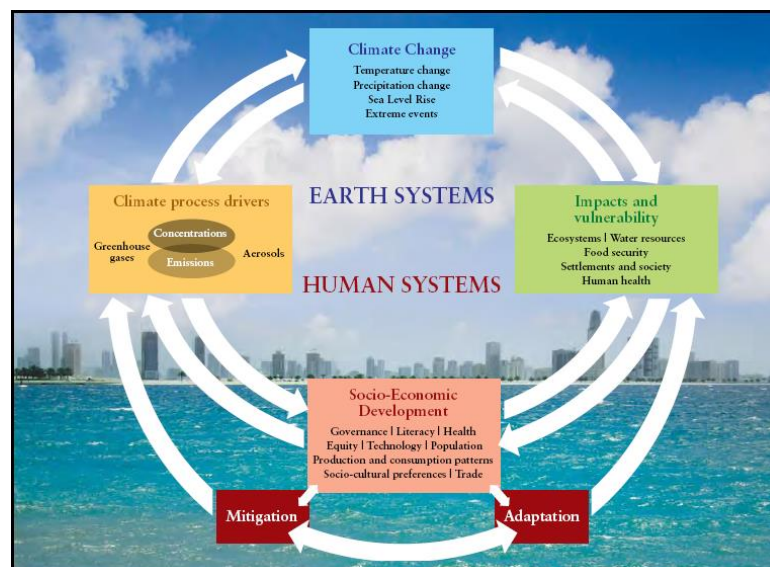 Climate Change
Temperature change
Precipitation change
Sea Level Rise
Extreme events
EARTH SYSTEMS
Climate process drivers
Concentrations
Greenhouse
gases
Emissions
Aerosols
Impacts and
vulnerability
Ecosystems | Water resources
Food security
Settlements and society
Human health
HUMAN SYSTEMS
Socio-Economic
Development
Governance | Literacy | Health
Equity | Technology | Population
Production and consumption patterns
Socio-cultural preferences | Trade
Mitigation
Adaptation